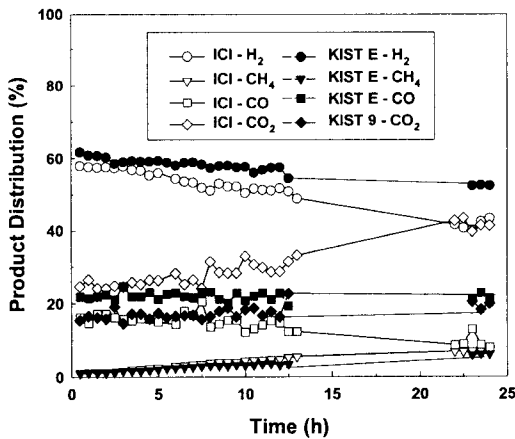 100
80
60
40
20
0
Product Distribution (%)
ICI - H₂
ICI - CH₄
ICI - CO
ICI - CO₂
KIST E - H₂
KIST E - CH₄
KIST E - CO
KIST 9 - CO₂
0 5 10 15 20 25
Time (h)